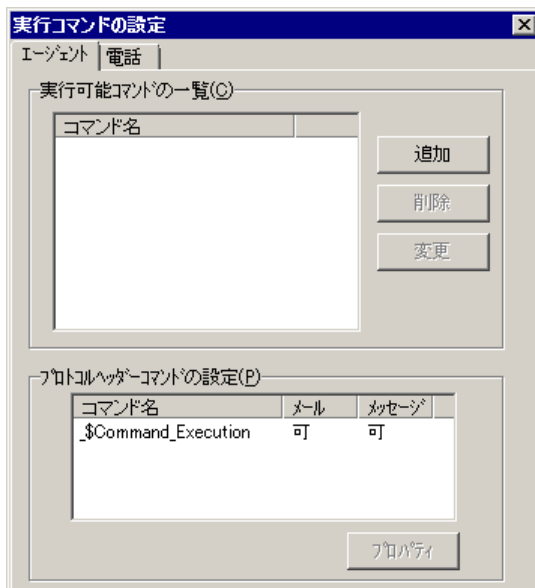 実行コマンドの設定
ｴｰｼﾞｪﾝﾄ 電話
実行可能ｺﾏﾝﾄﾞの一覧(C)
コマンド名
追加
削除
変更
ﾌﾟﾛﾄｺﾙﾍｯﾀﾞｰｺﾏﾝﾄﾞの設定(P)
コマンド名 ﾒｰﾙ ﾒｯｾｰｼﾞ
_$Command_Execution 可 可
ﾌﾟﾛﾊﾟﾃｨ